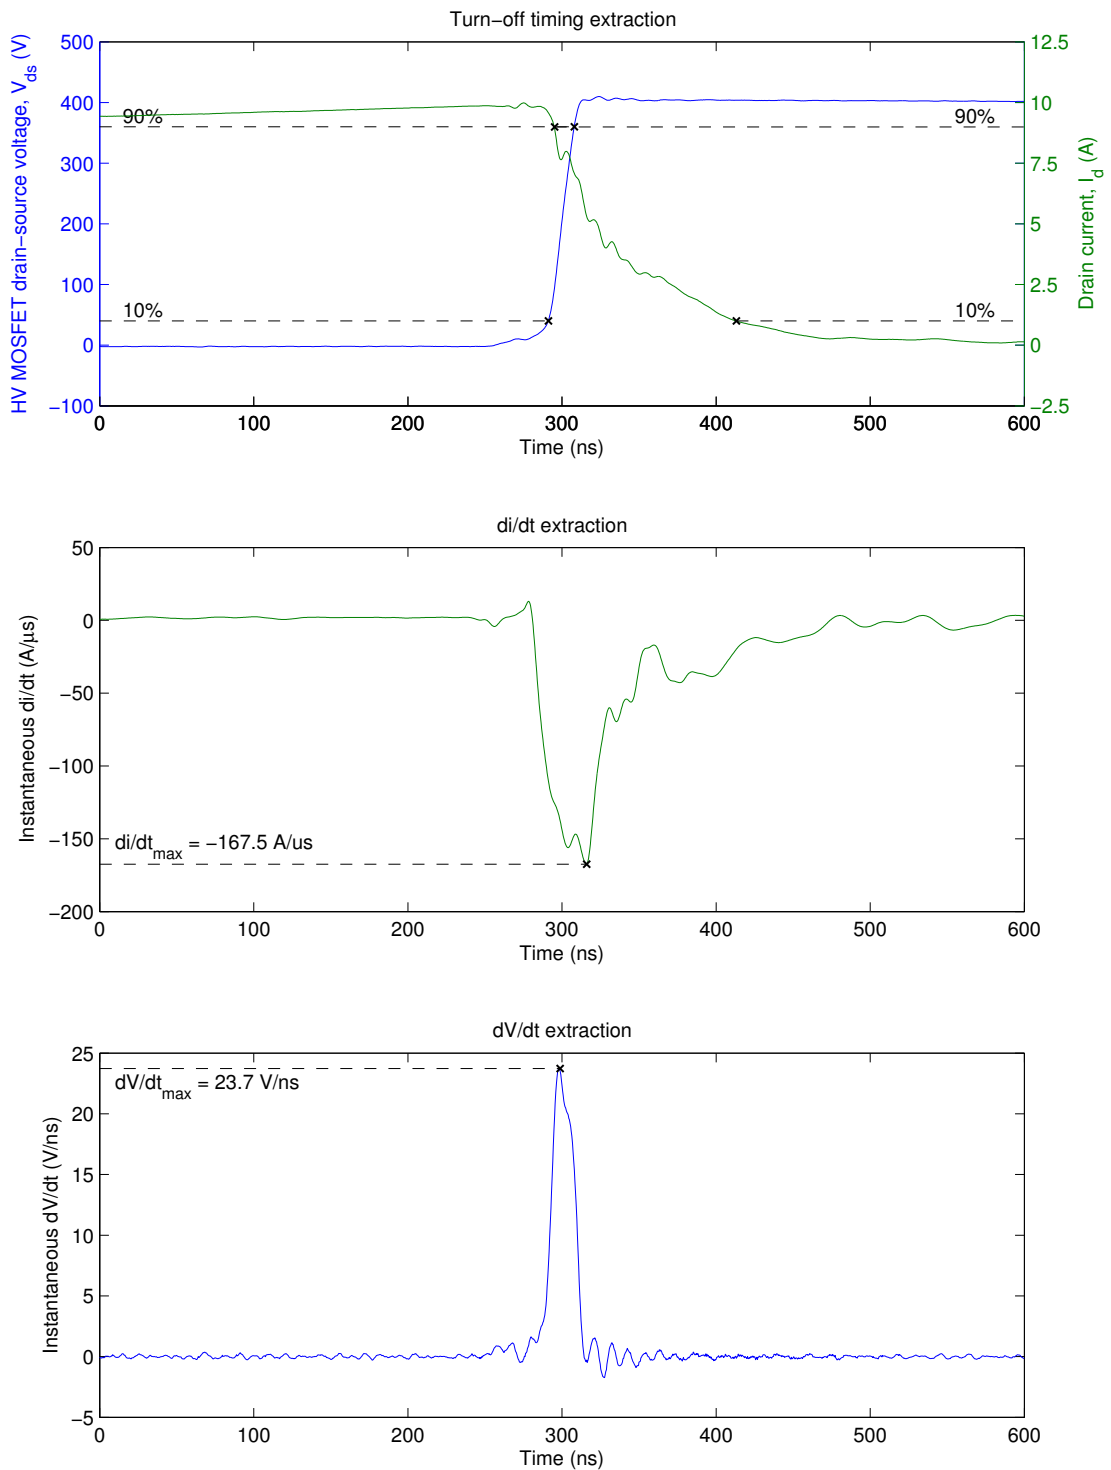 Turn−off timing extraction
HV MOSFET drain−source voltage, V_ds (V)
Drain current, I_d (A)
500
400
300
200
100
0
−100
12.5
10
7.5
5
2.5
0
−2.5
90%
90%
10%
10%
0 100 200 300 400 500 600
Time (ns)
di/dt extraction
Instantaneous di/dt (A/µs)
50
0
−50
−100
−150
−200
di/dt_max = −167.5 A/us
0 100 200 300 400 500 600
Time (ns)
dV/dt extraction
Instantaneous dV/dt (V/ns)
25
20
15
10
5
0
−5
dV/dt_max = 23.7 V/ns
0 100 200 300 400 500 600
Time (ns)